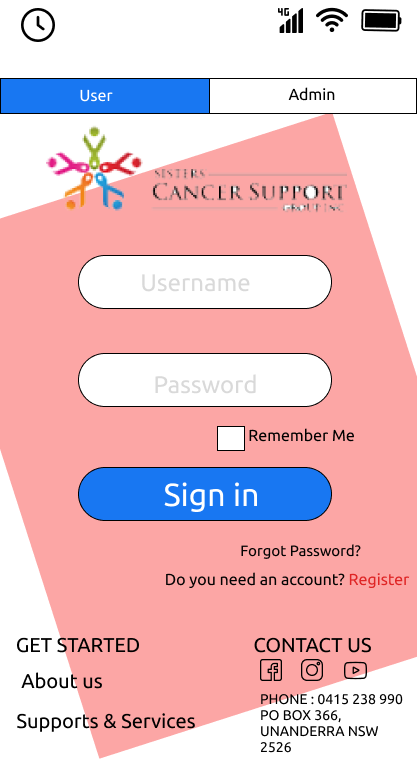 4G
User
Admin
SISTERS
CANCER SUPPORT
GROUP INC
Username
Password
Remember Me
Sign in
Forgot Password?
Do you need an account? Register
GET STARTED
About us
Supports & Services
CONTACT US
PHONE : 0415 238 990
PO BOX 366,
UNANDERRA NSW
2526